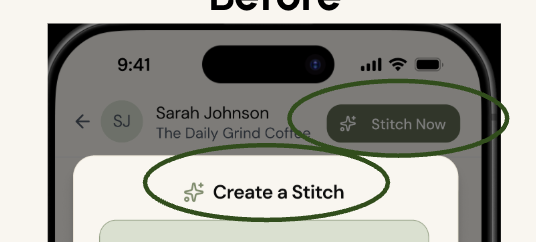 Before
9:41
SJ
Sarah Johnson
The Daily Grind Coffee
Stitch Now
Create a Stitch